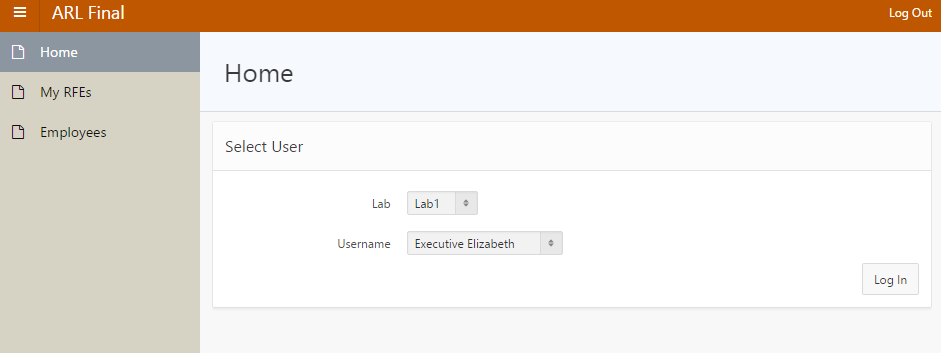 ARL Final
Log Out
Home
My RFEs
Employees
Home
Select User
Lab Lab1
Username Executive Elizabeth
Log In